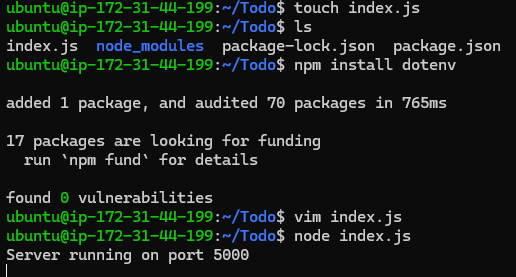 ubuntu@ip-172-31-44-199:~/Todo$ touch index.js
ubuntu@ip-172-31-44-199:~/Todo$ ls
index.js  node_modules  package-lock.json  package.json
ubuntu@ip-172-31-44-199:~/Todo$ npm install dotenv
added 1 package, and audited 70 packages in 765ms
17 packages are looking for funding
  run `npm fund` for details
found 0 vulnerabilities
ubuntu@ip-172-31-44-199:~/Todo$ vim index.js
ubuntu@ip-172-31-44-199:~/Todo$ node index.js
Server running on port 5000